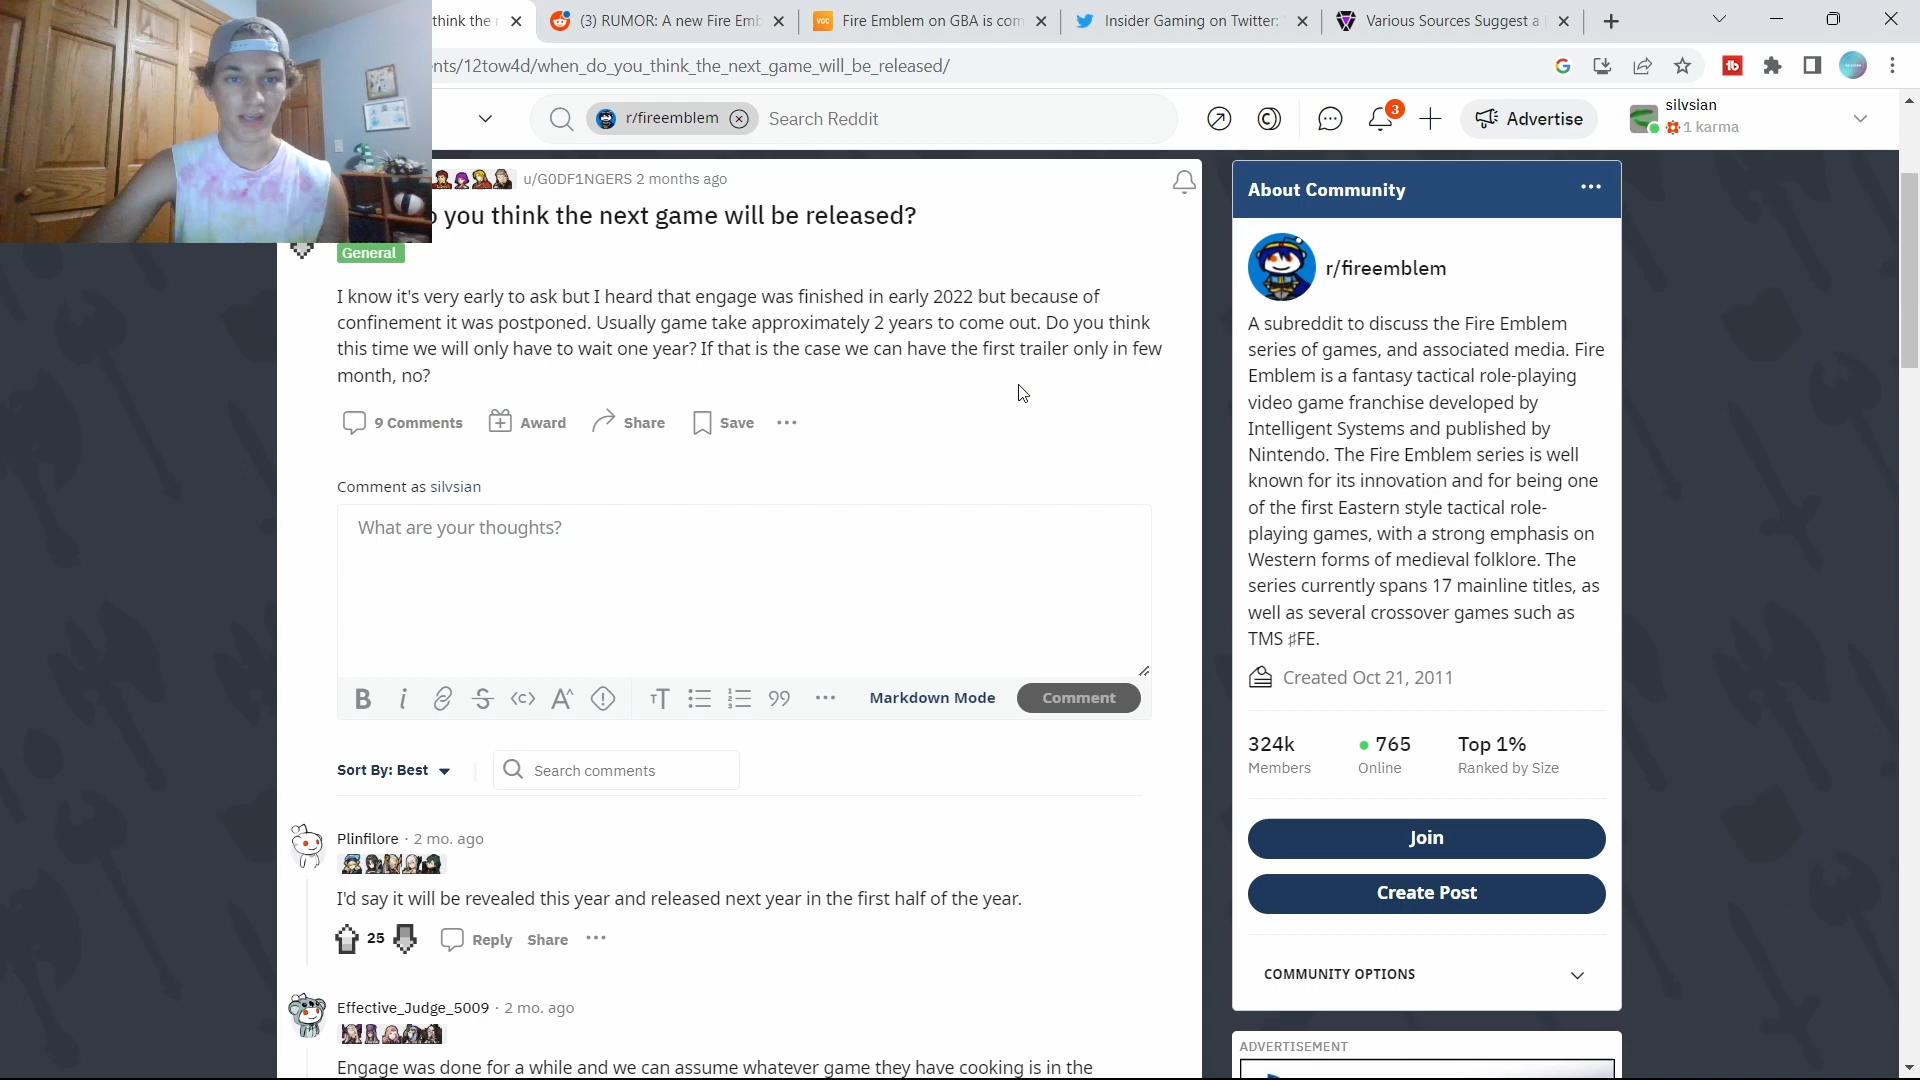 think the r
(3) RUMOR: A new Fire Emb
VGC
Fire Emblem on GBA is com
Insider Gaming on Twitter:
Various Sources Suggest a
nts/12tow4d/when_do_you_think_the_next_game_will_be_released/
r/fireemblem
Search Reddit
3
Advertise
silvsian
1 karma
u/G0DF1NGERS 2 months ago
you think the next game will be released?
General
I know it's very early to ask but I heard that engage was finished in early 2022 but because of
confinement it was postponed. Usually game take approximately 2 years to come out. Do you think
this time we will only have to wait one year? If that is the case we can have the first trailer only in few
month, no?
9 Comments
Award
Share
Save
Comment as silvsian
What are your thoughts?
Markdown Mode
Comment
Sort By: Best
Search comments
Plinfilore · 2 mo. ago
I'd say it will be revealed this year and released next year in the first half of the year.
25
Reply
Share
Effective_Judge_5009 · 2 mo. ago
Engage was done for a while and we can assume whatever game they have cooking is in the
About Community
r/fireemblem
A subreddit to discuss the Fire Emblem
series of games, and associated media. Fire
Emblem is a fantasy tactical role-playing
video game franchise developed by
Intelligent Systems and published by
Nintendo. The Fire Emblem series is well
known for its innovation and for being one
of the first Eastern style tactical role-
playing games, with a strong emphasis on
Western forms of medieval folklore. The
series currently spans 17 mainline titles, as
well as several crossover games such as
TMS ♯FE.
Created Oct 21, 2011
324k
Members
765
Online
Top 1%
Ranked by Size
Join
Create Post
COMMUNITY OPTIONS
ADVERTISEMENT